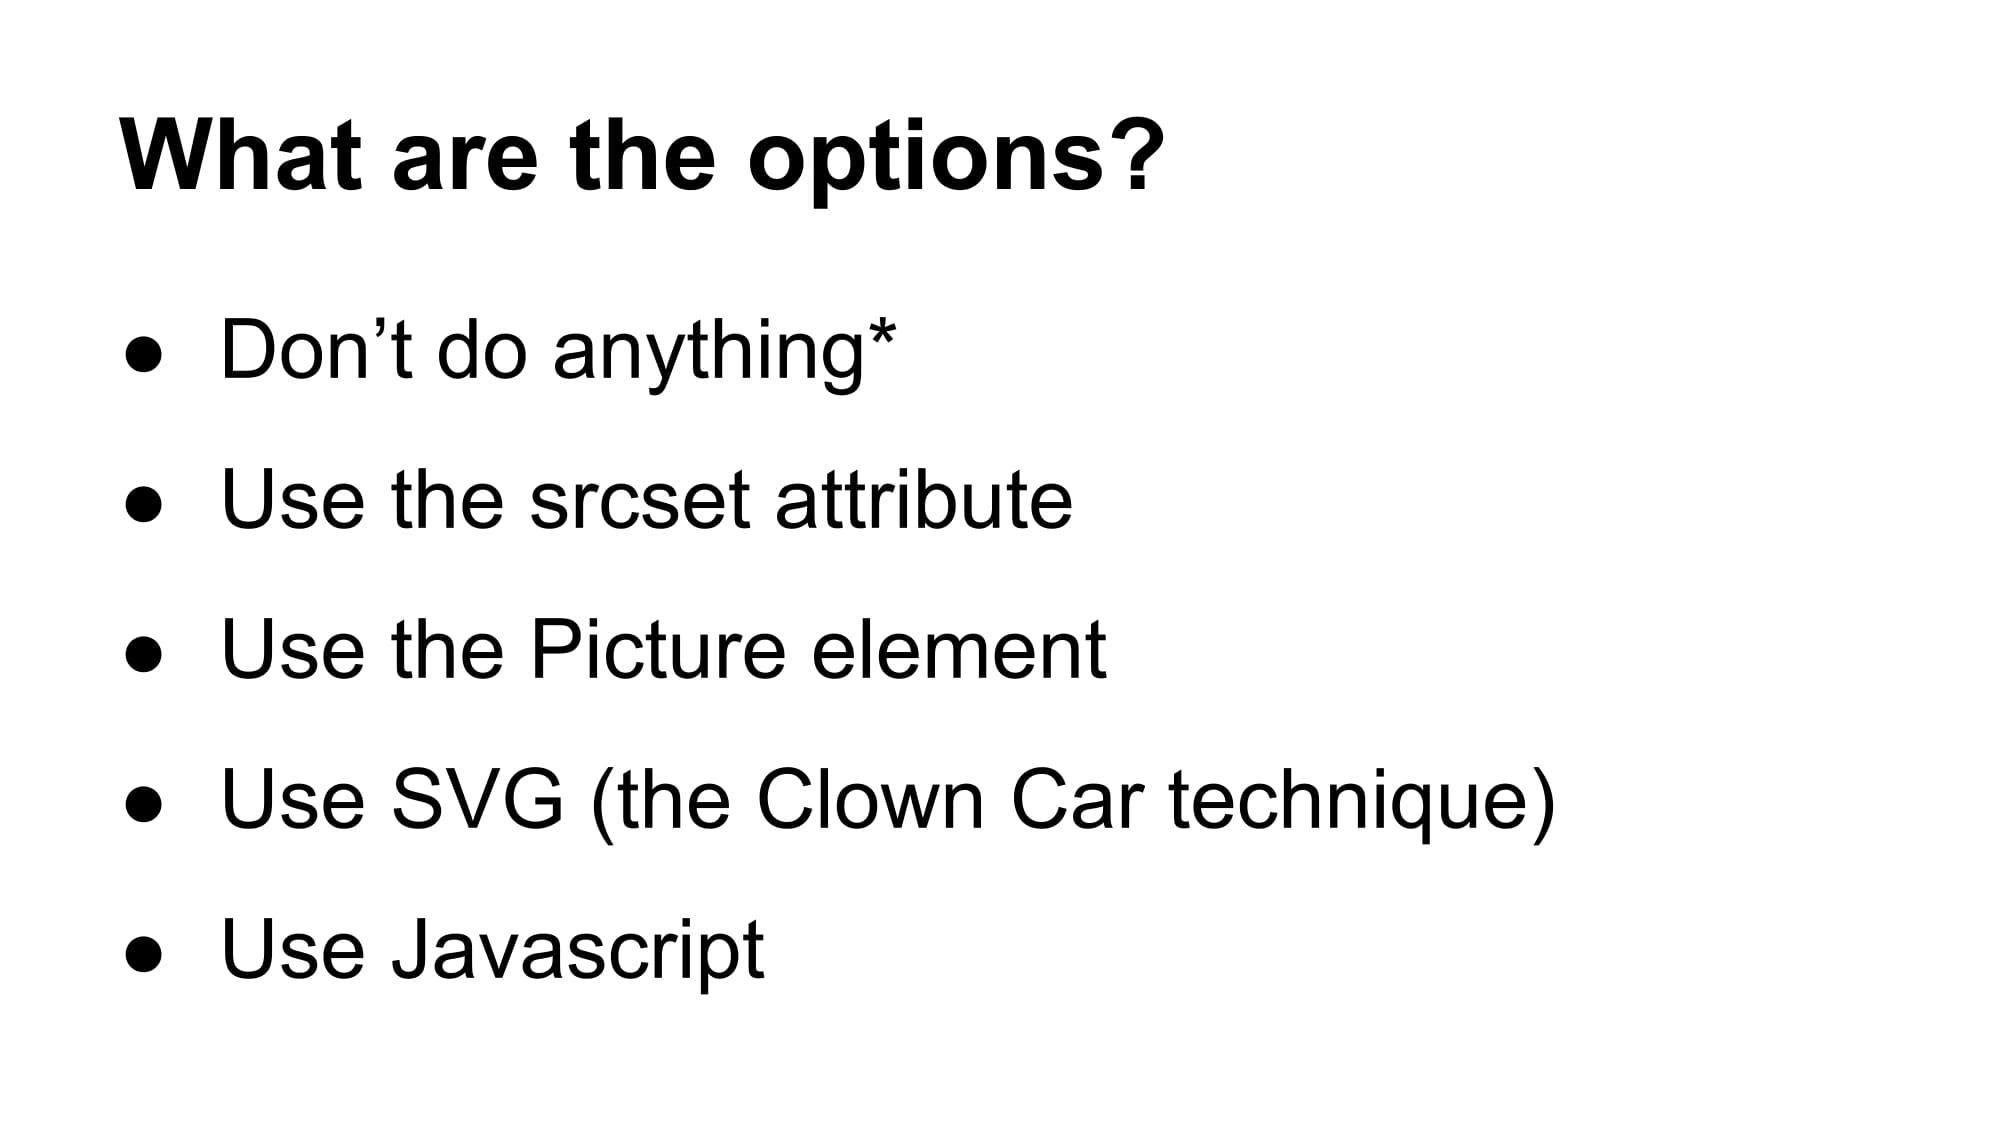 What are the options?
● Don’t do anything*
● Use the srcset attribute
● Use the Picture element
● Use SVG (the Clown Car technique)
● Use Javascript